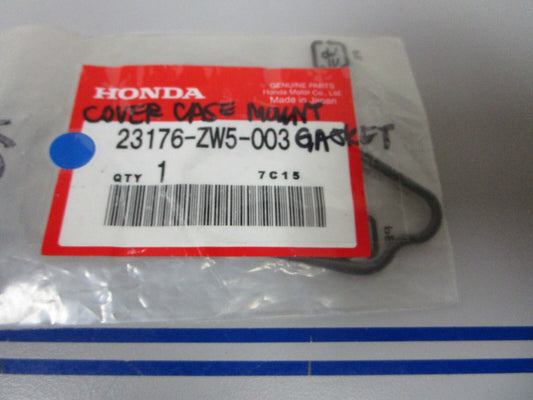 HONDA
GENUINE PARTS
Honda Motor Co., Ltd.
Made in Japan
COVER CASE MOUNT
23176-ZW5-003 GASKET
QTY 1 7C15